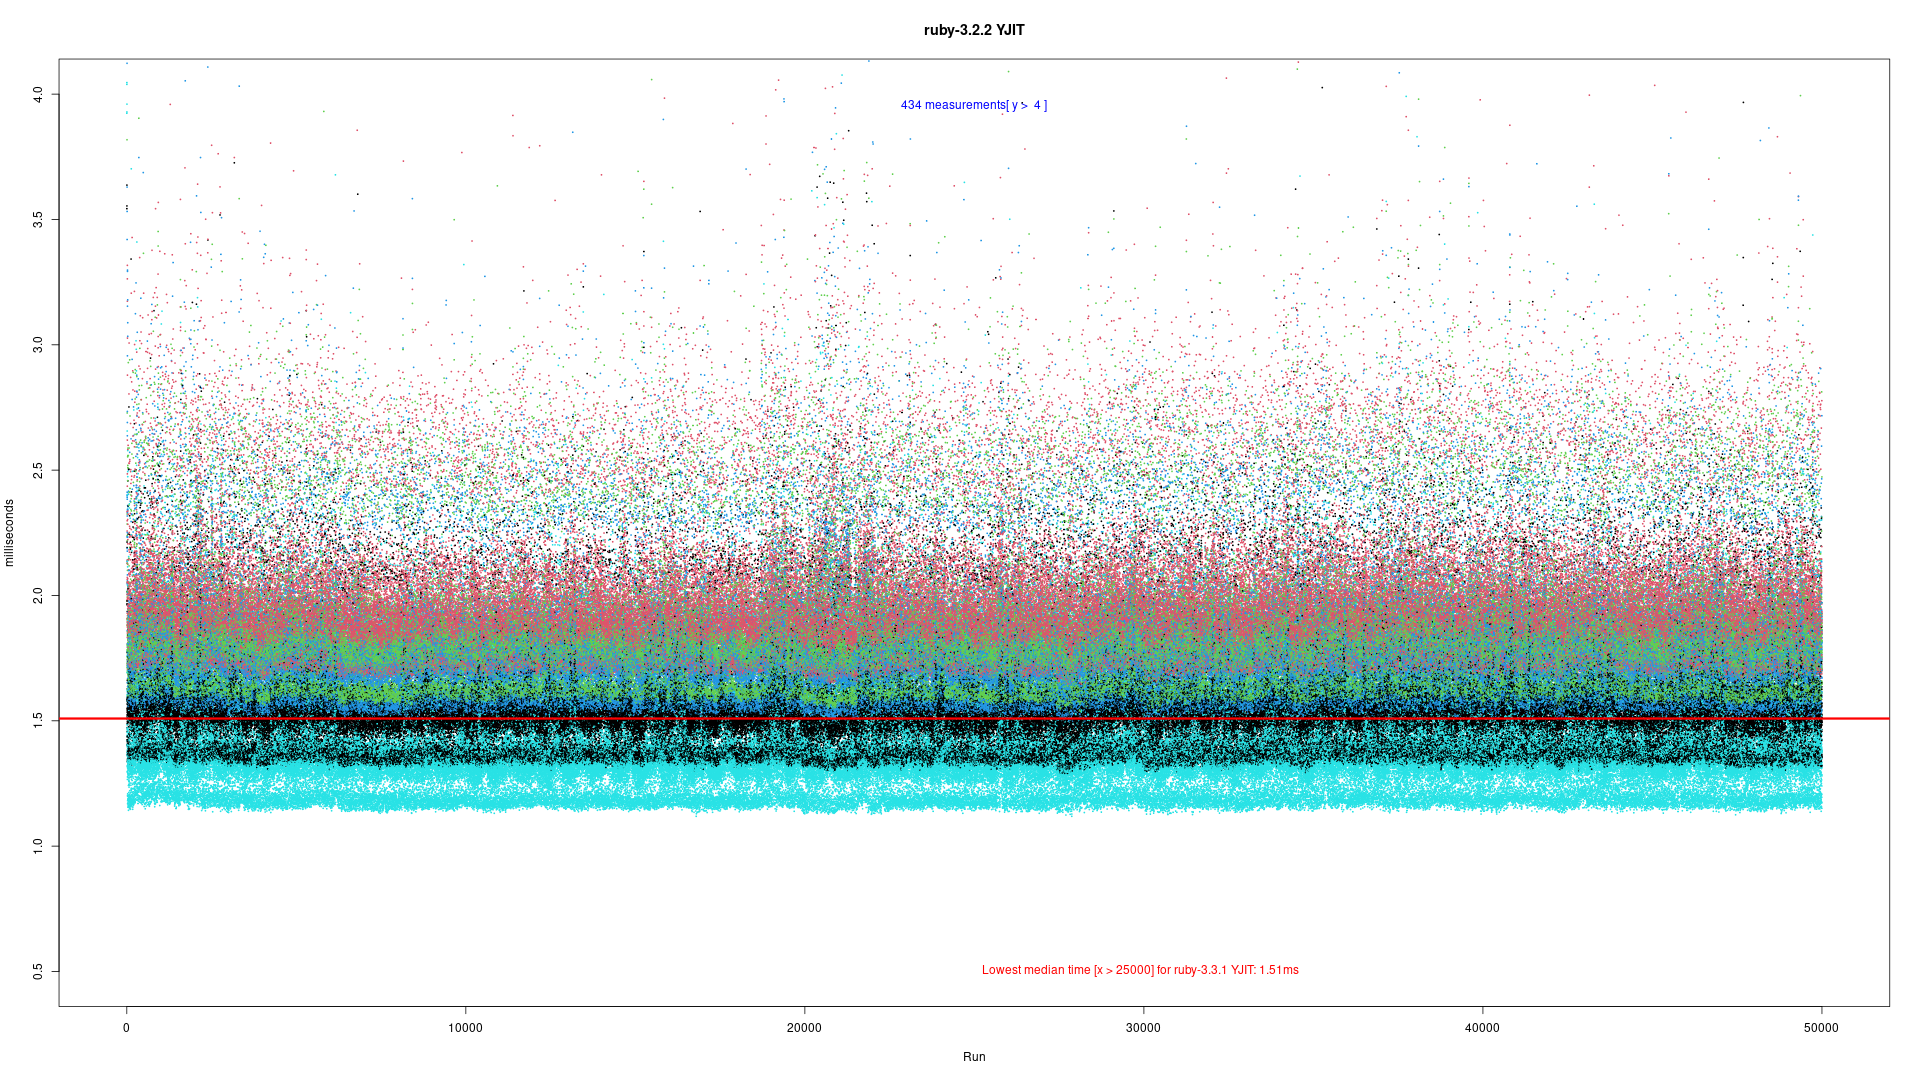 ruby-3.2.2 YJIT
434 measurements[ y > 4 ]
milliseconds
4.0
3.5
3.0
2.5
2.0
1.5
1.0
0.5
Lowest median time [x > 25000] for ruby-3.3.1 YJIT: 1.51ms
0 10000 20000 30000 40000 50000
Run